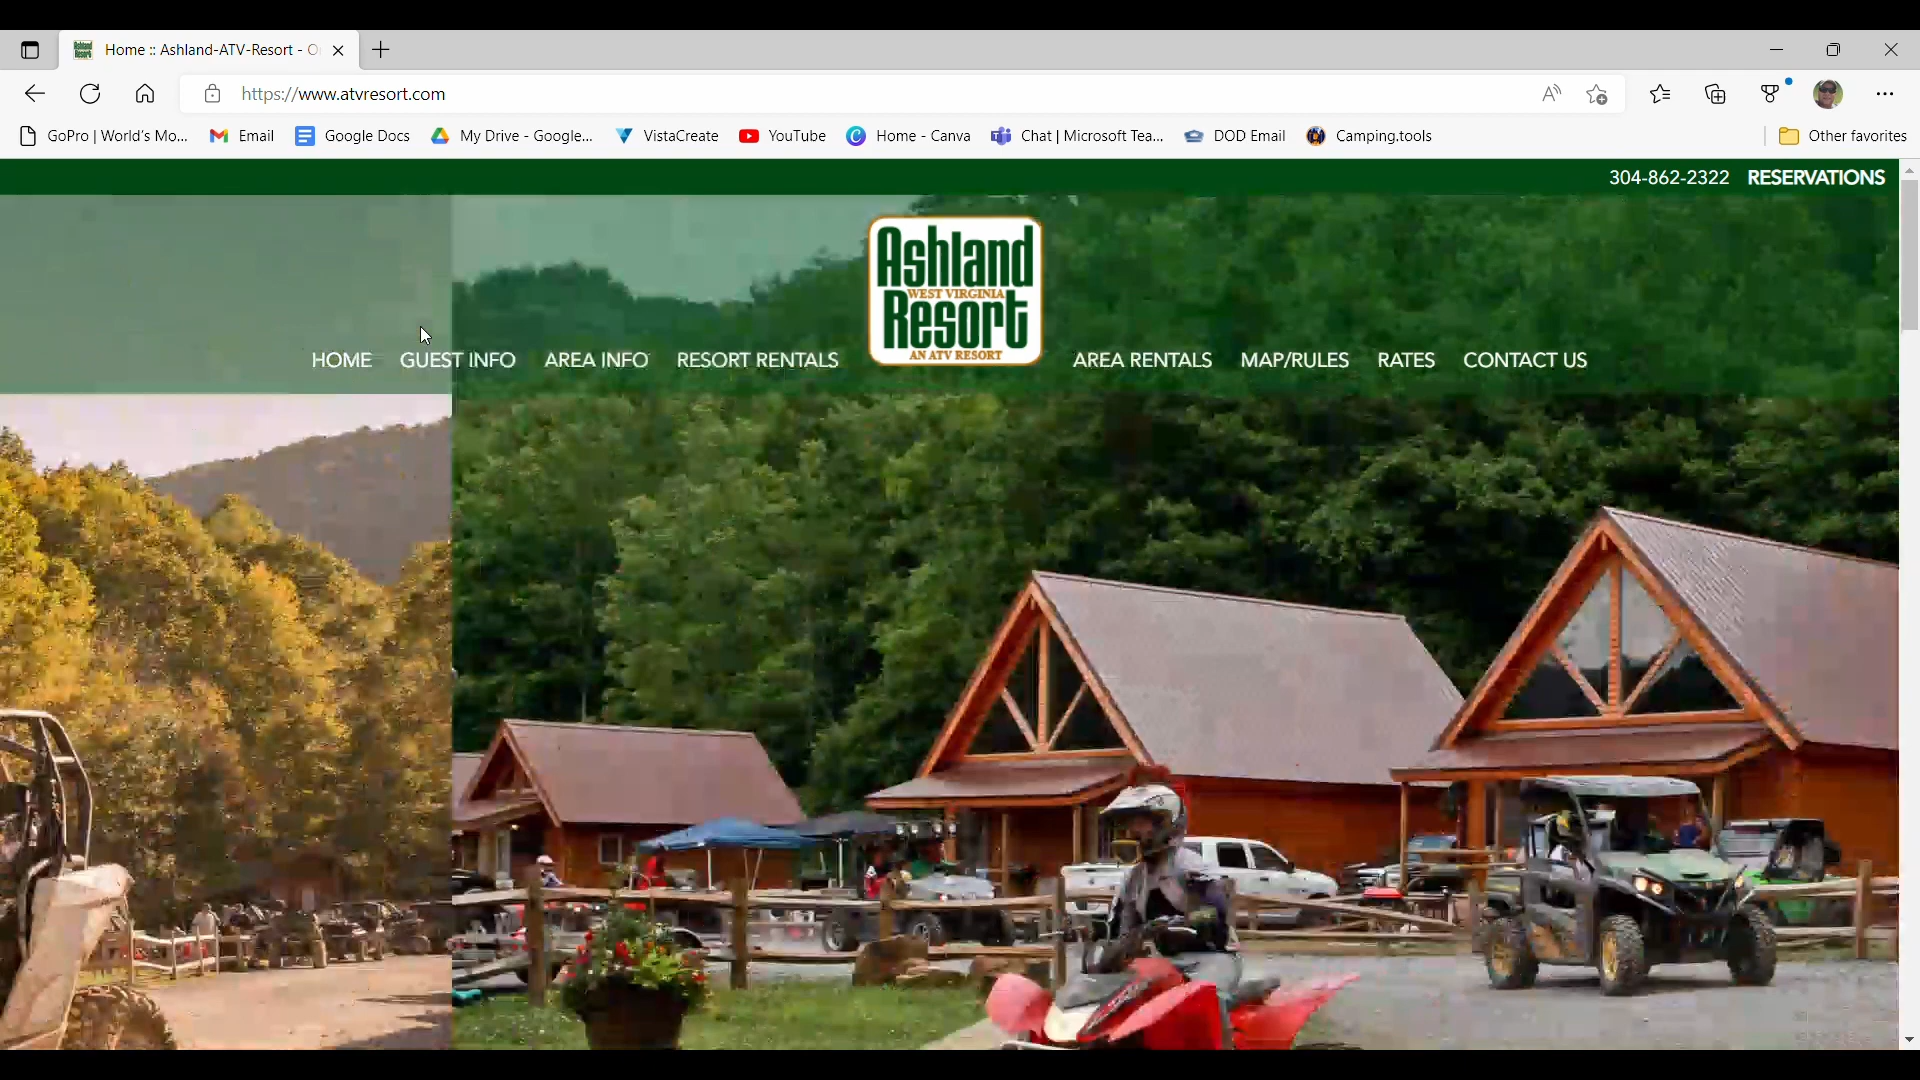 Home :: Ashland-ATV-Resort - O
https://www.atvresort.com
GoPro | World's Mo... Email Google Docs My Drive - Google... VistaCreate YouTube Home - Canva Chat | Microsoft Tea... DOD Email Camping.tools Other favorites
304-862-2322 RESERVATIONS
Ashland
WEST VIRGINIA
Resort
AN ATV RESORT
HOME GUEST INFO AREA INFO RESORT RENTALS AREA RENTALS MAP/RULES RATES CONTACT US